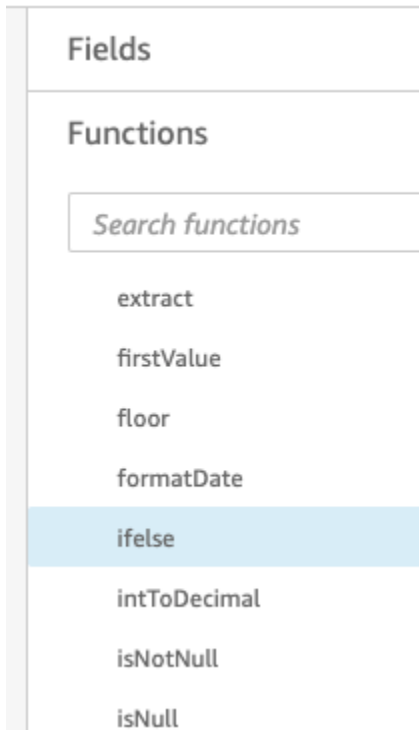 Fields
Functions
Search functions
extract
firstValue
floor
formatDate
ifelse
intToDecimal
isNotNull
isNull